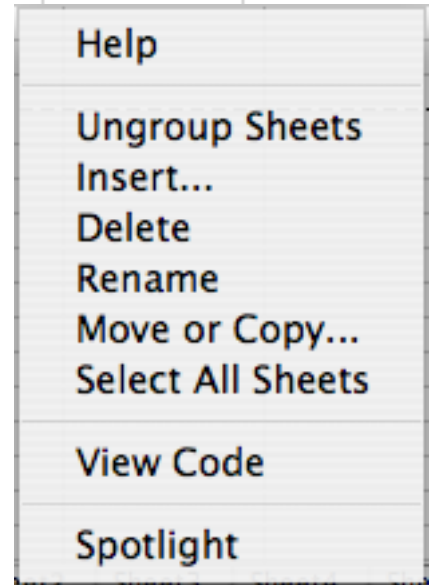 Help
Ungroup Sheets
Insert...
Delete
Rename
Move or Copy...
Select All Sheets
View Code
Spotlight